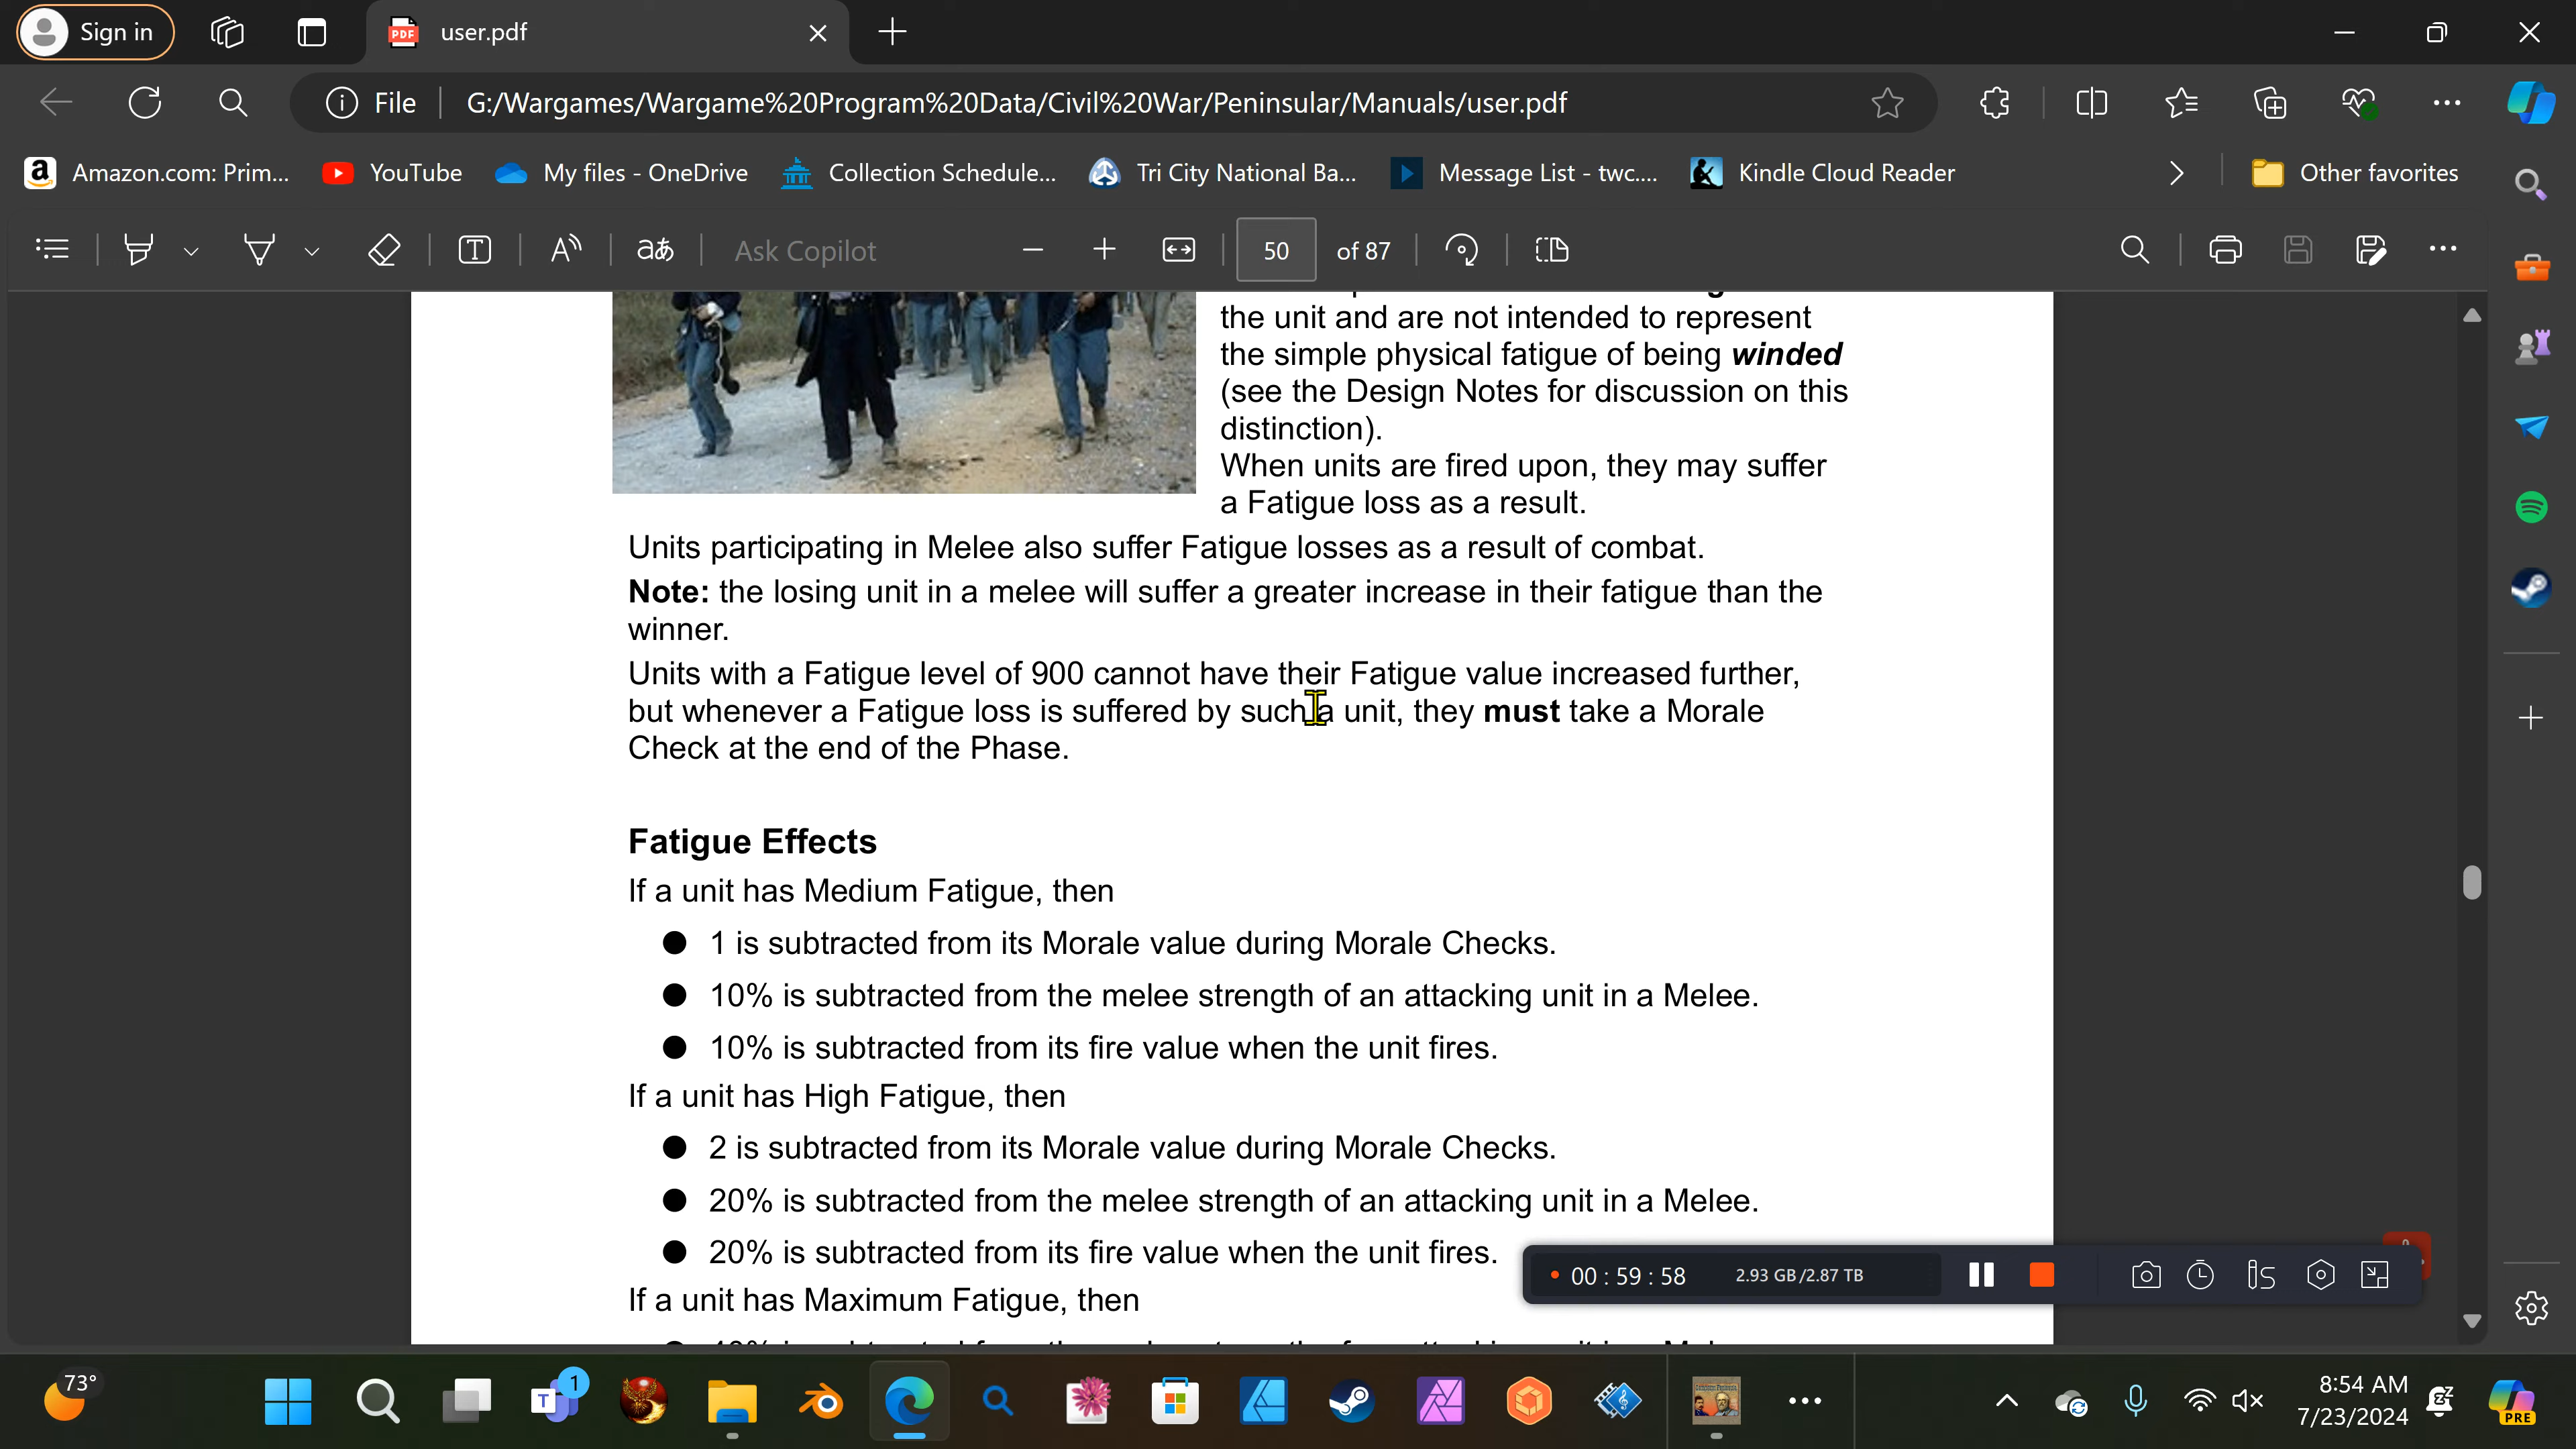 Sign in
user.pdf
File
G:/Wargames/Wargame%20Program%20Data/Civil%20War/Peninsular/Manuals/user.pdf
Amazon.com: Prim...
YouTube
My files - OneDrive
Collection Schedule...
Tri City National Ba...
Message List - twc....
Kindle Cloud Reader
Other favorites
Ask Copilot
50
of 87
the unit and are not intended to represent
the simple physical fatigue of being winded
(see the Design Notes for discussion on this
distinction).
When units are fired upon, they may suffer
a Fatigue loss as a result.
Units participating in Melee also suffer Fatigue losses as a result of combat.
Note: the losing unit in a melee will suffer a greater increase in their fatigue than the
winner.
Units with a Fatigue level of 900 cannot have their Fatigue value increased further,
but whenever a Fatigue loss is suffered by such a unit, they must take a Morale
Check at the end of the Phase.
Fatigue Effects
If a unit has Medium Fatigue, then
● 1 is subtracted from its Morale value during Morale Checks.
● 10% is subtracted from the melee strength of an attacking unit in a Melee.
● 10% is subtracted from its fire value when the unit fires.
If a unit has High Fatigue, then
● 2 is subtracted from its Morale value during Morale Checks.
● 20% is subtracted from the melee strength of an attacking unit in a Melee.
● 20% is subtracted from its fire value when the unit fires.
If a unit has Maximum Fatigue, then
00 : 59 : 58
2.93 GB /2.87 TB
73°
1
8:54 AM
7/23/2024
PRE